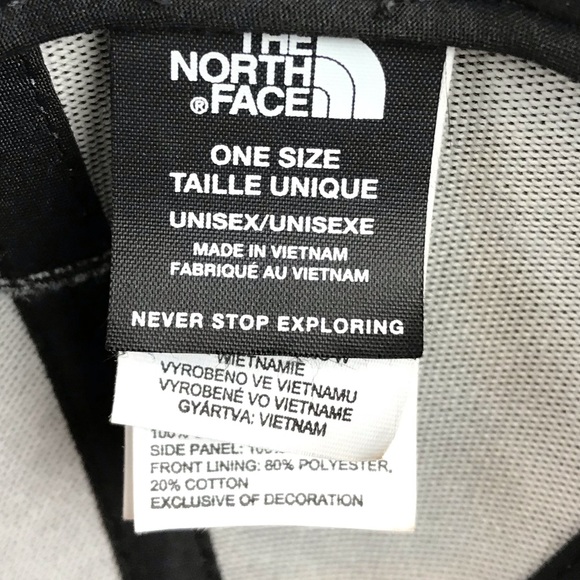 THE
NORTH
® FACE
ONE SIZE
TAILLE UNIQUE
UNISEX/UNISEXE
MADE IN VIETNAM
FABRIQUÉ AU VIETNAM
NEVER STOP EXPLORING
WIETNAMIE
VYROBENO VE VIETNAMU
VYROBENÉ VO VIETNAME
GYÁRTVA: VIETNAM
100%
SIDE PANEL:
FRONT LINING: 80% POLYESTER,
20% COTTON
EXCLUSIVE OF DECORATION